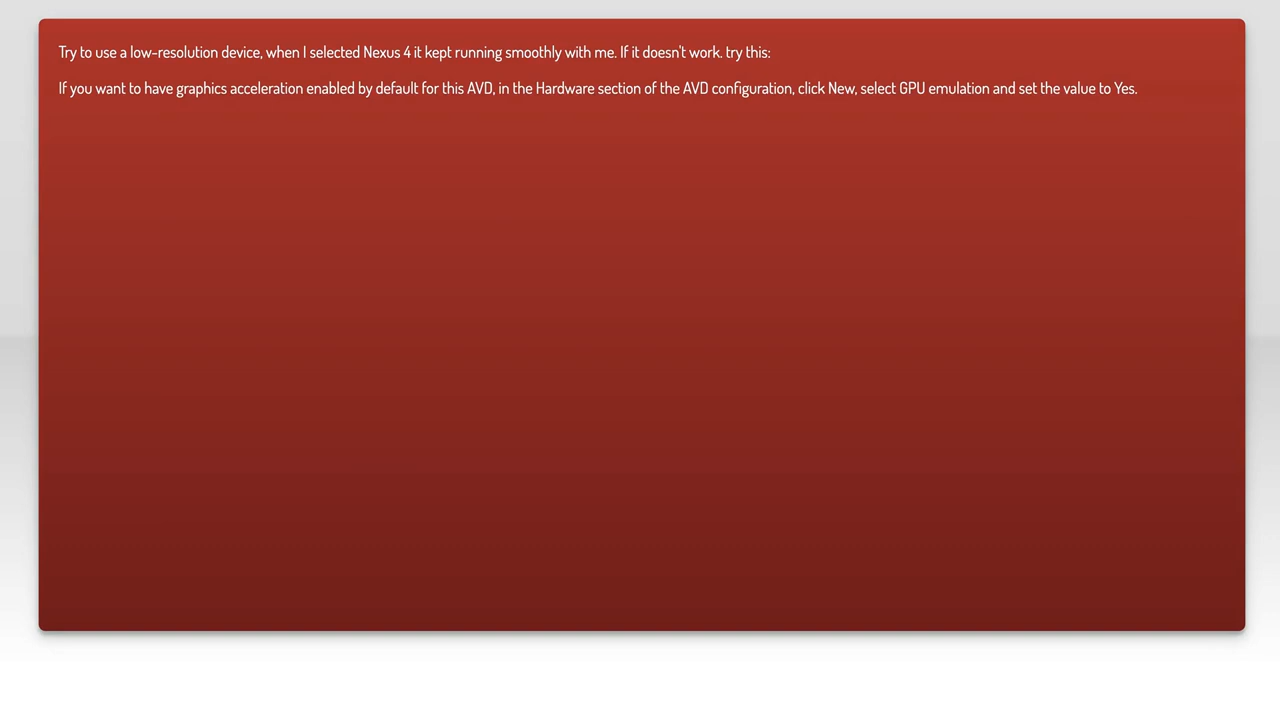 Try to use a low-resolution device, when I selected Nexus 4 it kept running smoothly with me. If it doesn't work. try this:
If you want to have graphics acceleration enabled by default for this AVD, in the Hardware section of the AVD configuration, click New, select GPU emulation and set the value to Yes.